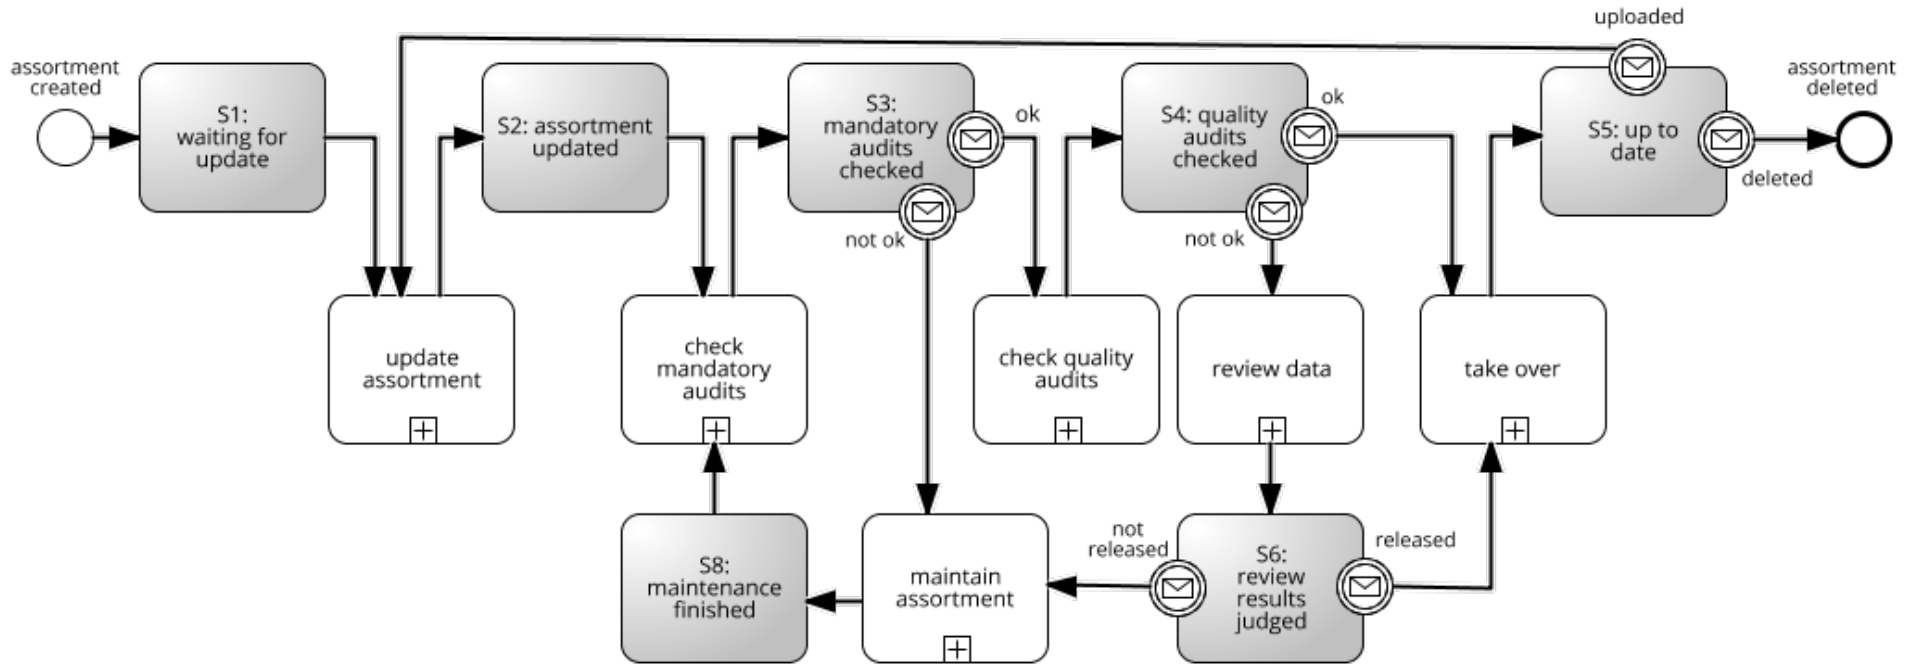 uploaded
assortment
created
assortment
deleted
S1:
waiting for
update
S2: assortment
updated
S3:
mandatory
audits
checked
ok
not ok
S4: quality
audits
checked
ok
not ok
S5: up to
date
deleted
update
assortment
check
mandatory
audits
check quality
audits
review data
take over
S8:
maintenance
finished
maintain
assortment
not
released
S6:
review
results
judged
released